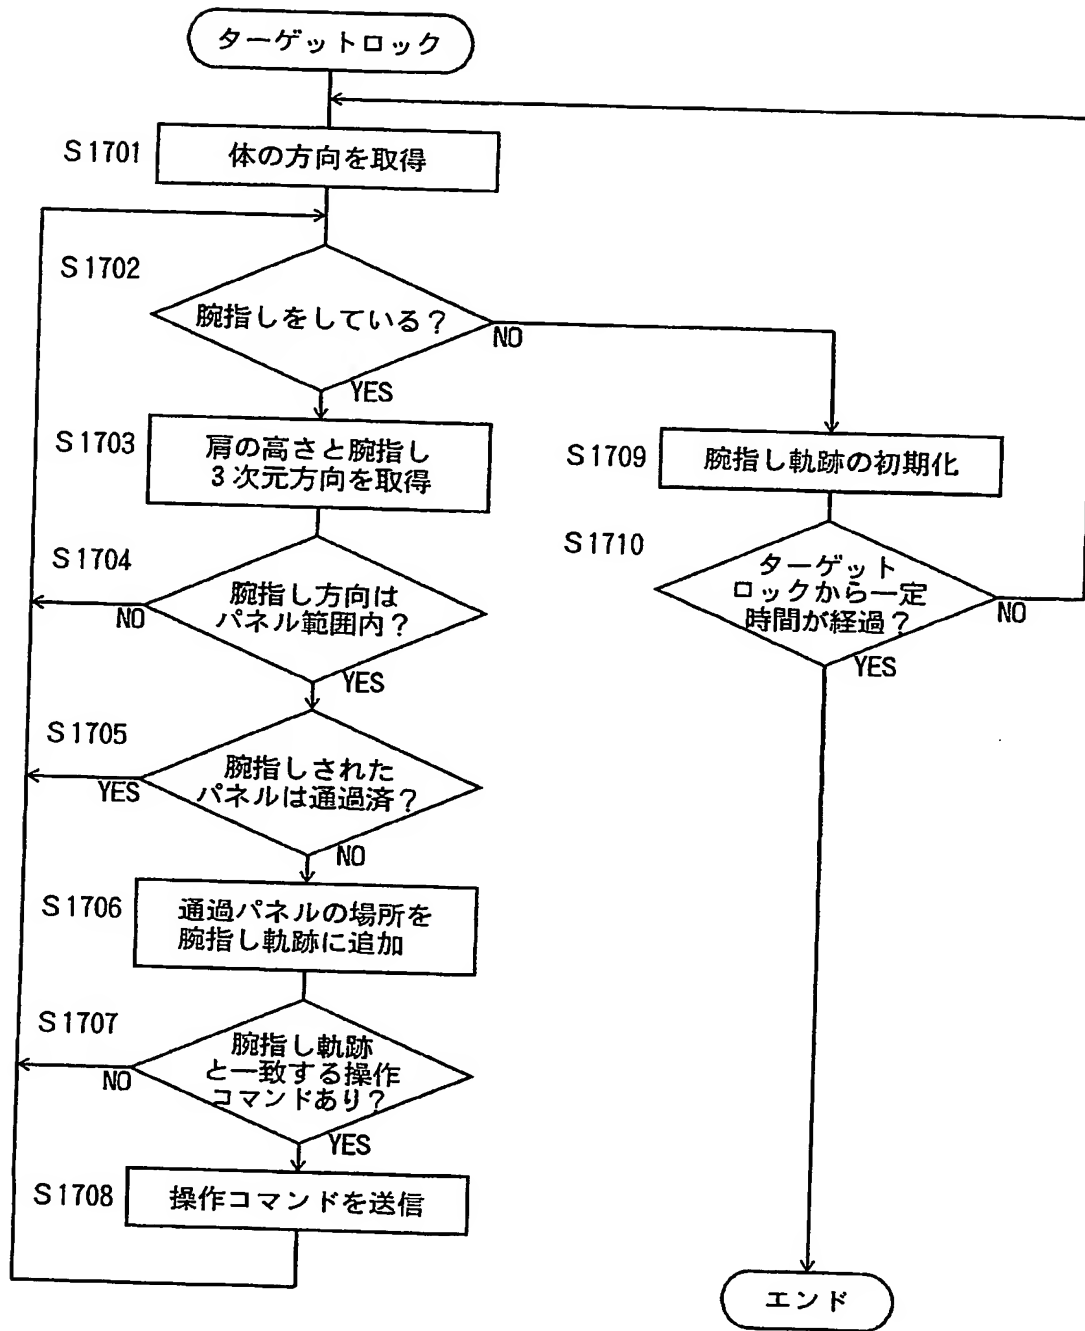 ターゲットロック
S1701
体の方向を取得
S1702
腕指しをしている？
NO
YES
S1703
肩の高さと腕指し
3次元方向を取得
S1704
腕指し方向は
パネル範囲内？
NO
YES
S1705
腕指しされた
パネルは通過済？
YES
NO
S1706
通過パネルの場所を
腕指し軌跡に追加
S1707
腕指し軌跡
と一致する操作
コマンドあり？
NO
YES
S1708
操作コマンドを送信
S1709
腕指し軌跡の初期化
S1710
ターゲット
ロックから一定
時間が経過？
NO
YES
エンド